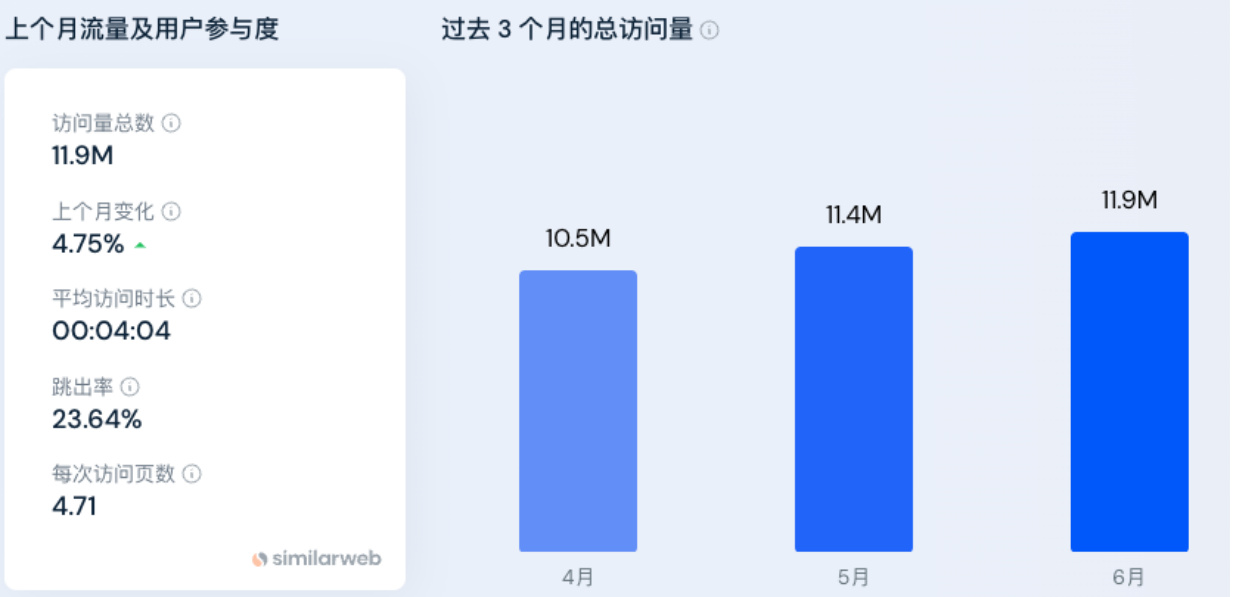 上个月流量及用户参与度
访问量总数
11.9M
上个月变化
4.75%
平均访问时长
00:04:04
跳出率
23.64%
每次访问页数
4.71
similarweb
过去 3 个月的总访问量
10.5M
11.4M
11.9M
4月
5月
6月